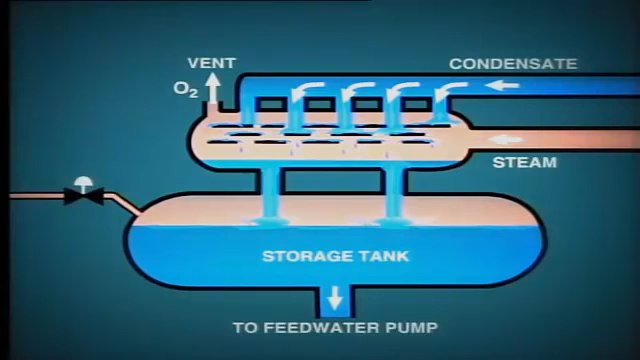 VENT
CONDENSATE
O₂
STEAM
STORAGE TANK
TO FEEDWATER PUMP